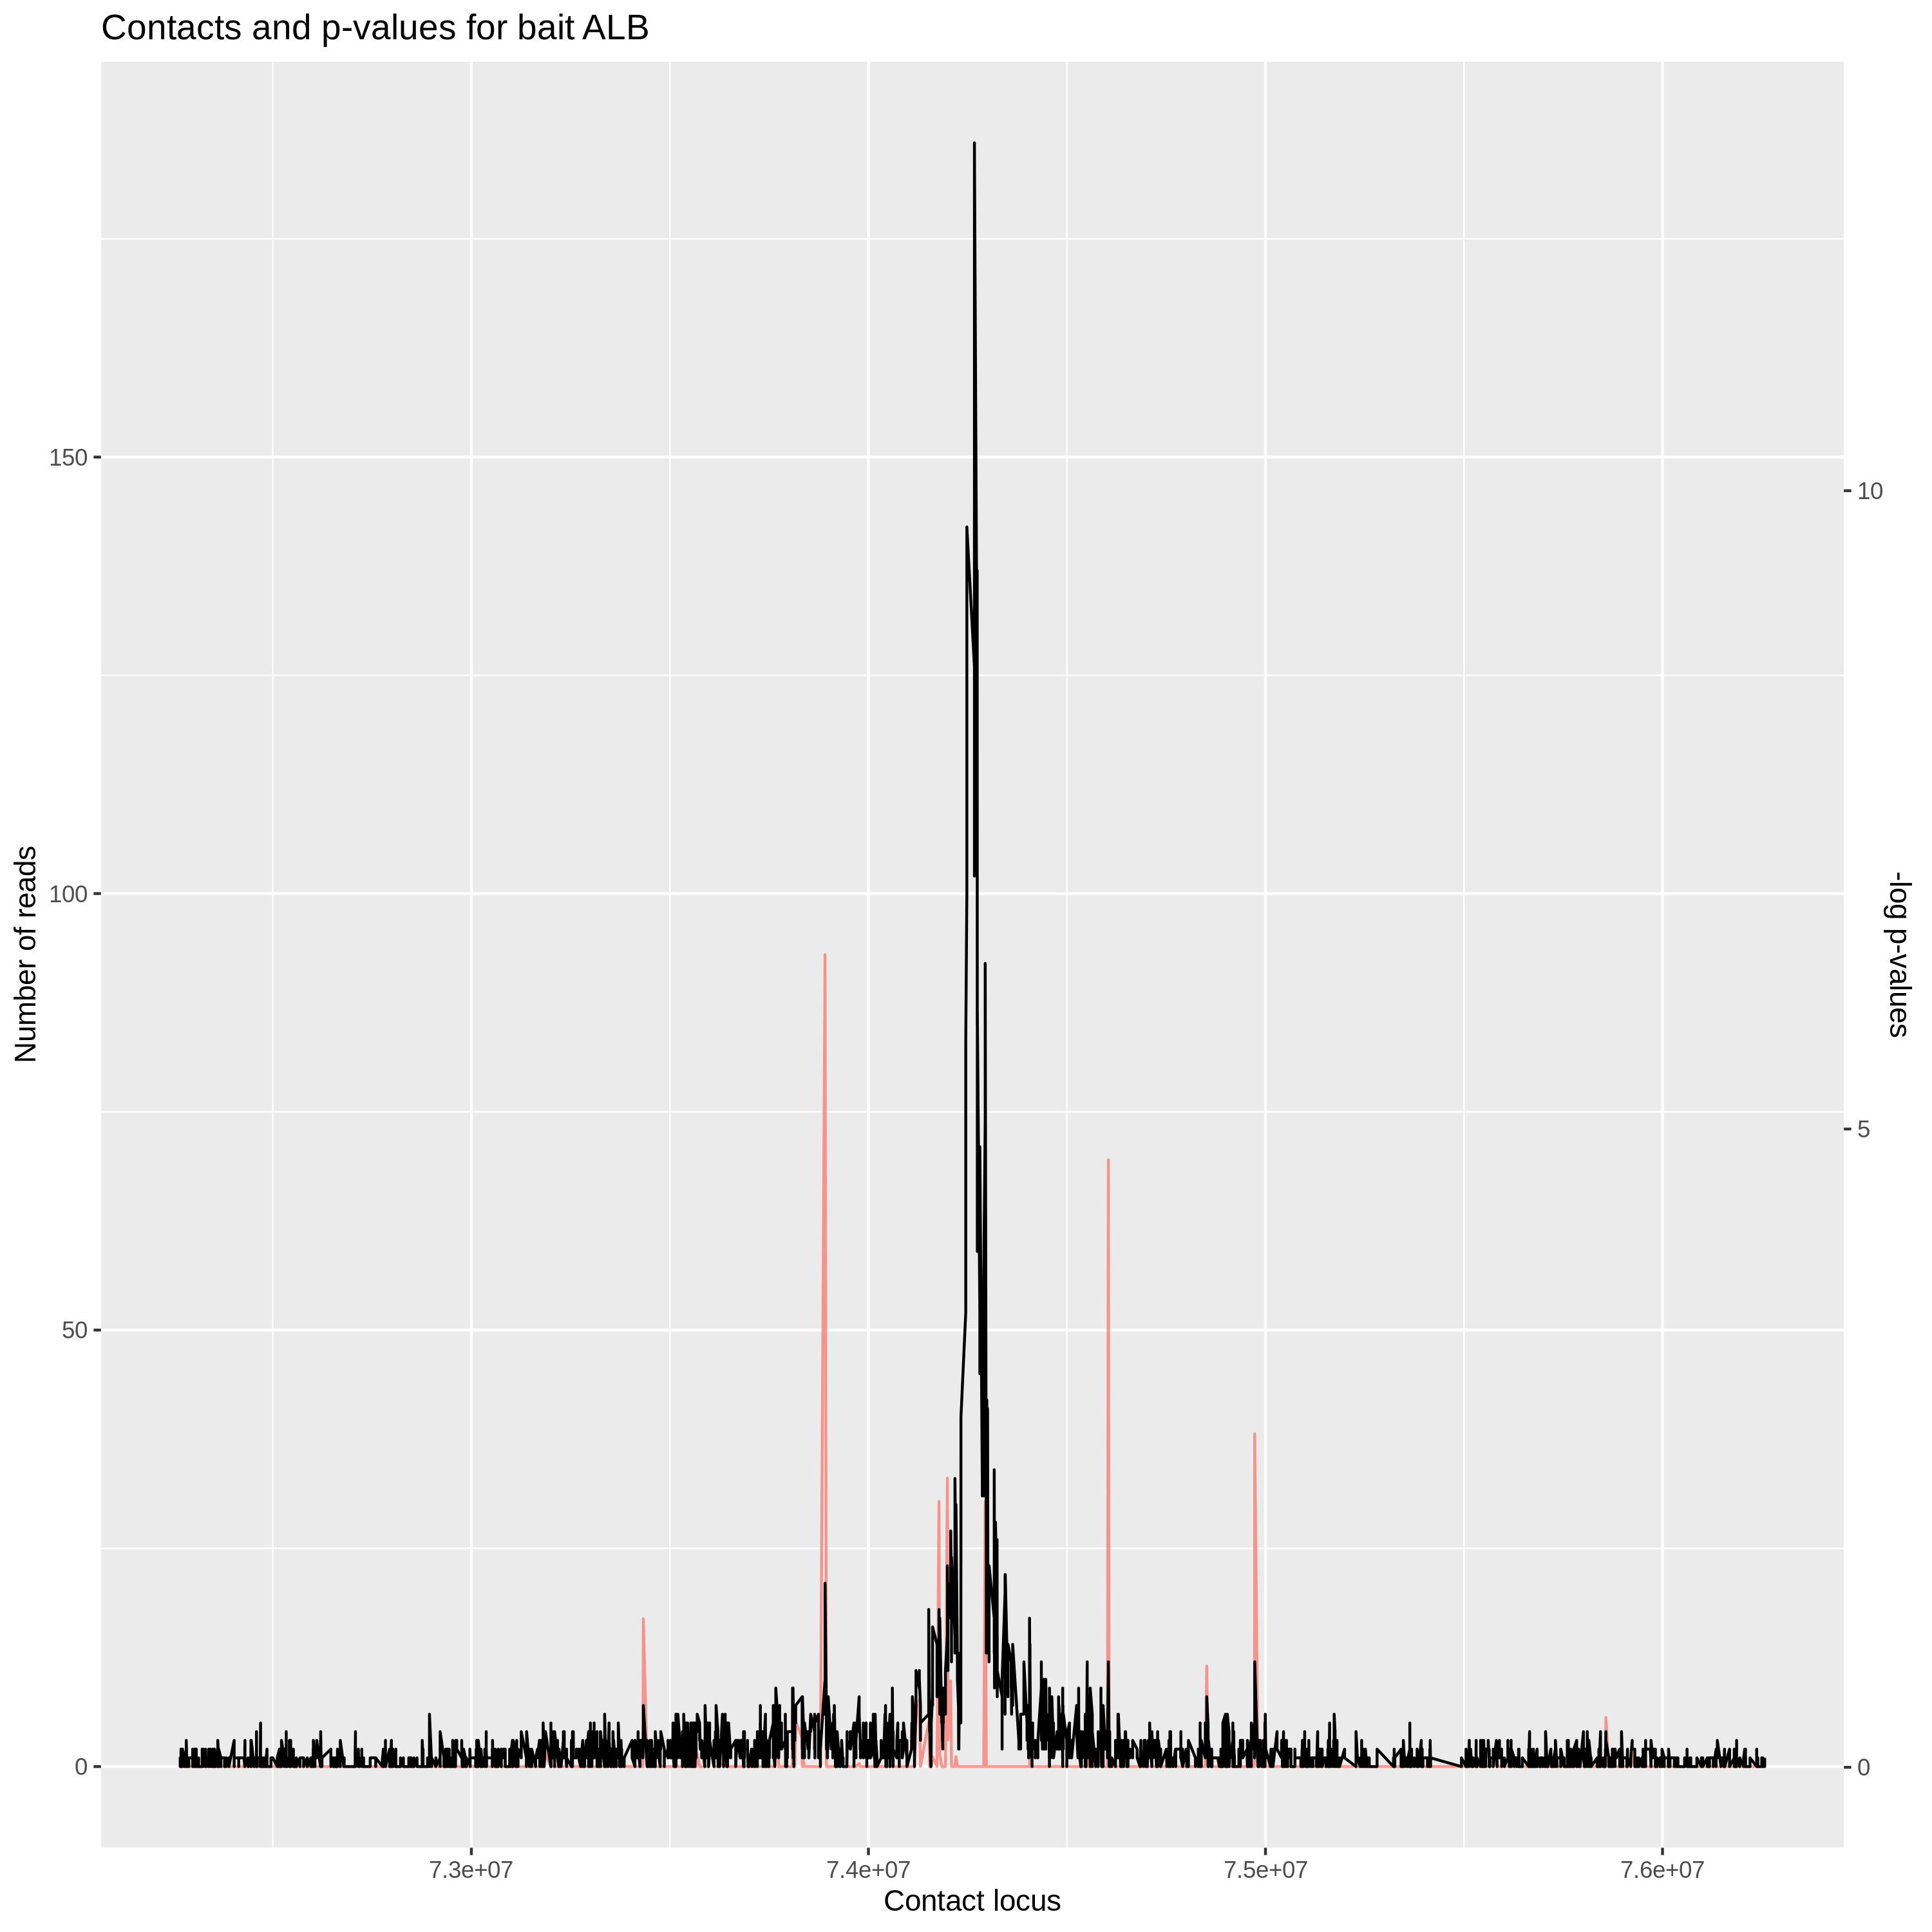 Contacts and p-values for bait ALB
150
100
50
0
Number of reads
10
5
0
-log p-values
7.3e+07
7.4e+07
7.5e+07
7.6e+07
Contact locus